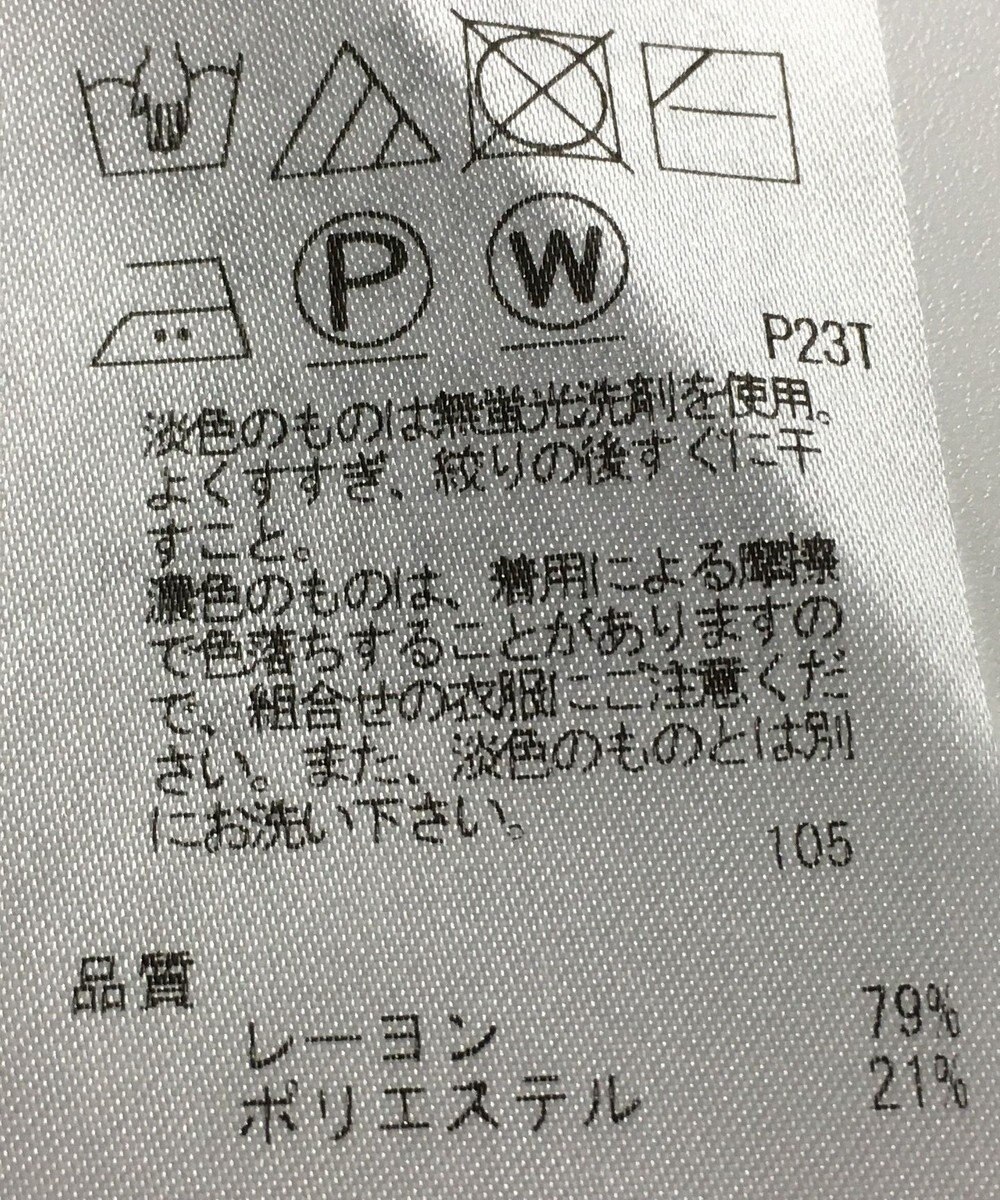 P
W
P23T
淡色のものは無蛍光洗剤を使用。
よくすすぎ、絞りの後すぐに干
すこと。
濃色のものは、着用による摩擦
で色落ちすることがありますの
で、組合せの衣服にご注意くだ
さい。また、淡色のものとは別
にお洗い下さい。
105
品質
レーヨン 79%
ポリエステル 21%